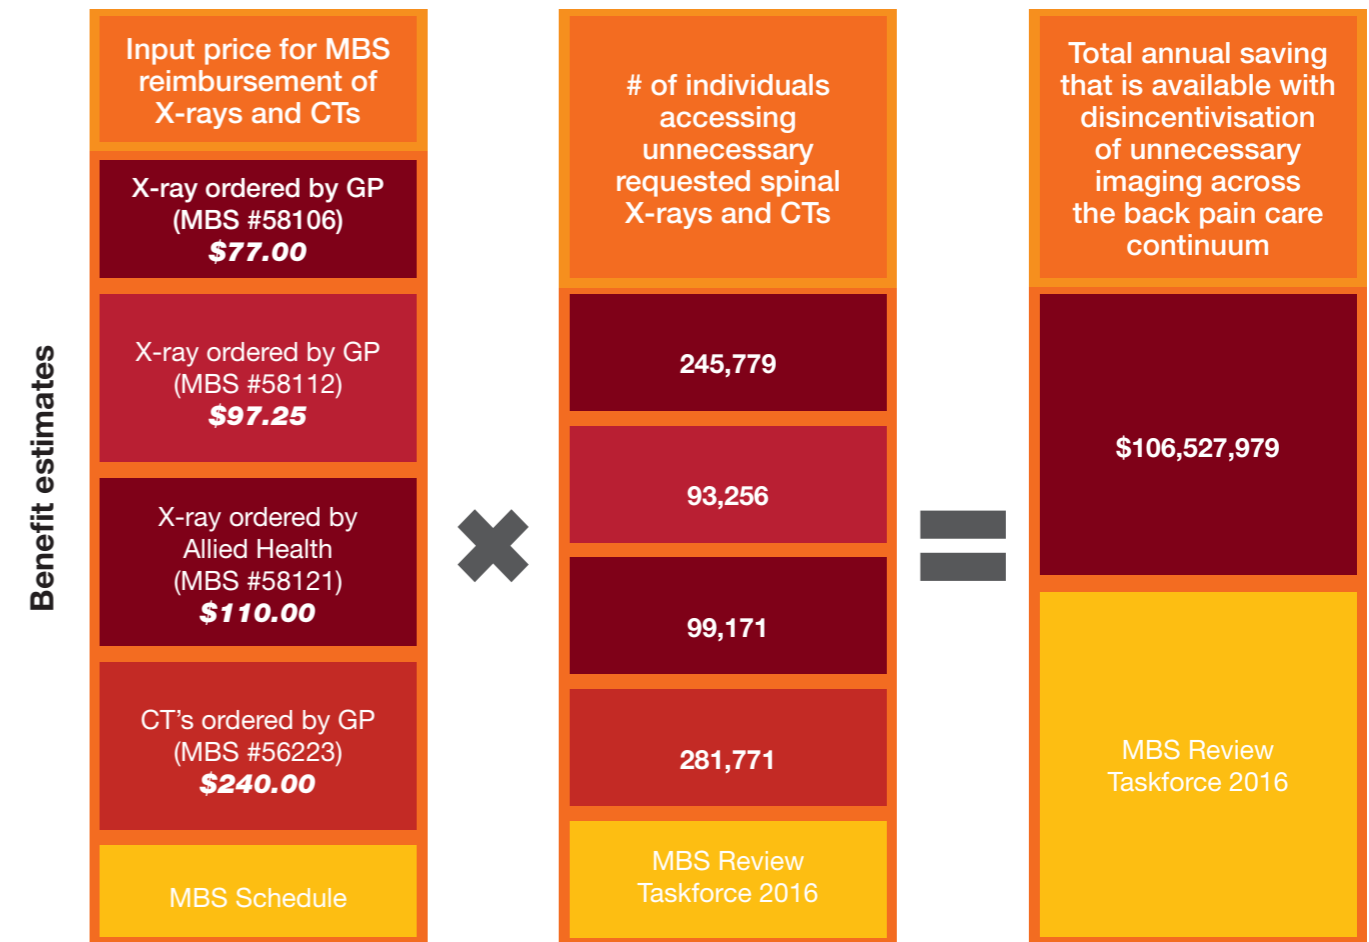 Benefit estimates
Input price for MBS
reimbursement of
X-rays and CTs
X-ray ordered by GP
(MBS #58106)
$77.00
X-ray ordered by GP
(MBS #58112)
$97.25
X-ray ordered by
Allied Health
(MBS #58121)
$110.00
CT’s ordered by GP
(MBS #56223)
$240.00
MBS Schedule
# of individuals
accessing
unnecessary
requested spinal
X-rays and CTs
245,779
93,256
99,171
281,771
MBS Review
Taskforce 2016
Total annual saving
that is available with
disincentivisation
of unnecessary
imaging across
the back pain care
continuum
$106,527,979
MBS Review
Taskforce 2016